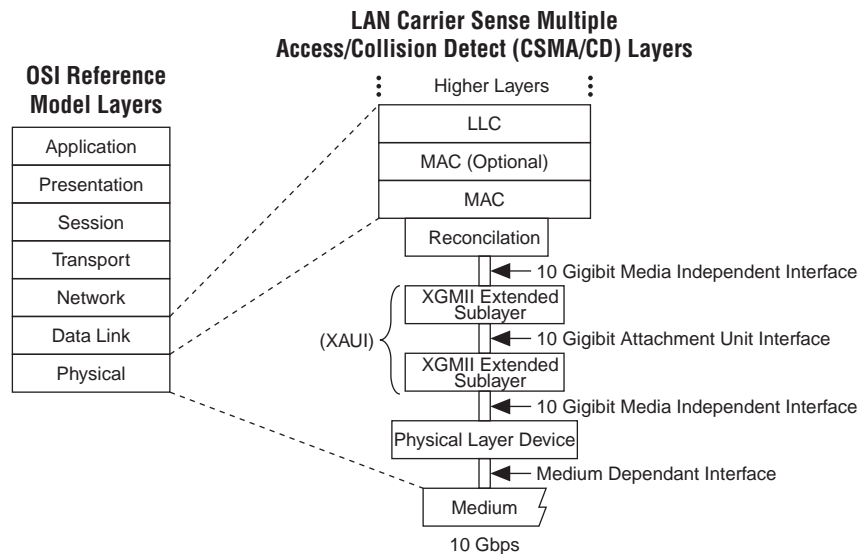 LAN Carrier Sense Multiple
Access/Collision Detect (CSMA/CD) Layers
OSI Reference
Model Layers
Application
Presentation
Session
Transport
Network
Data Link
Physical
Higher Layers
LLC
MAC (Optional)
MAC
Reconcilation
10 Gigibit Media Independent Interface
XGMII Extended
Sublayer
(XAUI)
10 Gigibit Attachment Unit Interface
XGMII Extended
Sublayer
10 Gigibit Media Independent Interface
Physical Layer Device
Medium Dependant Interface
Medium
10 Gbps